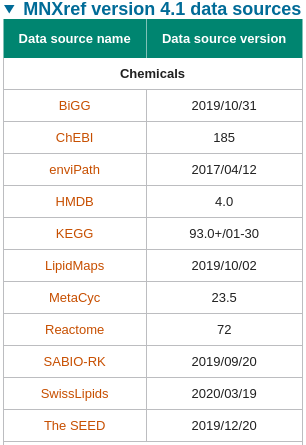 ▼ MNXref version 4.1 data sources
Data source name Data source version
Chemicals
BiGG 2019/10/31
ChEBI 185
enviPath 2017/04/12
HMDB 4.0
KEGG 93.0+/01-30
LipidMaps 2019/10/02
MetaCyc 23.5
Reactome 72
SABIO-RK 2019/09/20
SwissLipids 2020/03/19
The SEED 2019/12/20